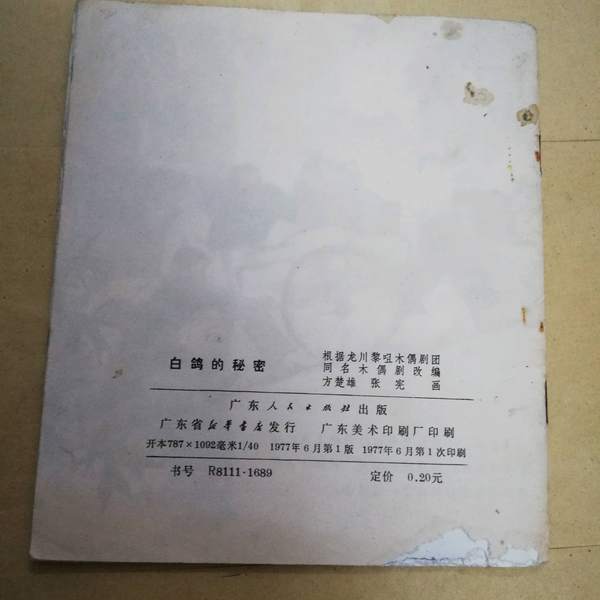 白鸽的秘密
根据龙川黎咀木偶剧团
同名木偶剧改编
方楚雄 张宪 画
广东人民出版社出版
广东省新华书店发行 广东美术印刷厂印刷
开本787×1092毫米1/40 1977年6月第1版 1977年6月第1次印刷
书号 R8111·1689 定价 0.20元